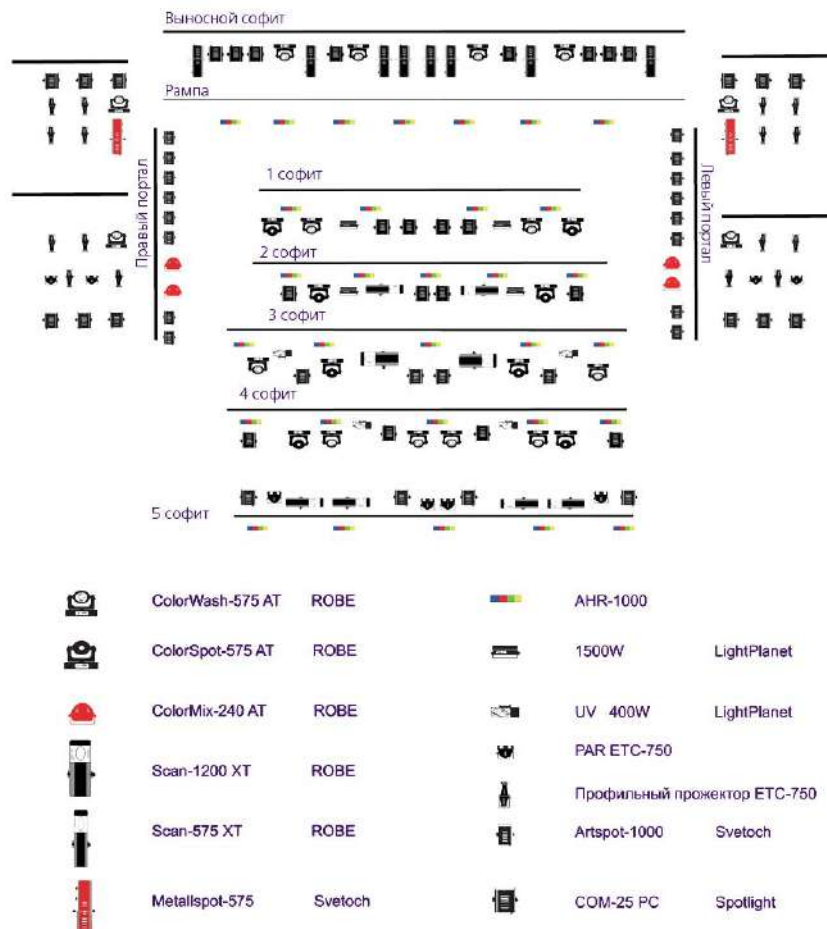 Выносной софит
Рампа
1 софит
Правый портал
Левый портал
2 софит
3 софит
4 софит
5 софит
ColorWash-575 AT ROBE
ColorSpot-575 AT ROBE
ColorMix-240 AT ROBE
Scan-1200 XT ROBE
Scan-575 XT ROBE
Metallspot-575 Svetoch
AHR-1000
1500W LightPlanet
UV 400W LightPlanet
PAR ETC-750
Профильный прожектор ETC-750
Artspot-1000 Svetoch
COM-25 PC Spotlight